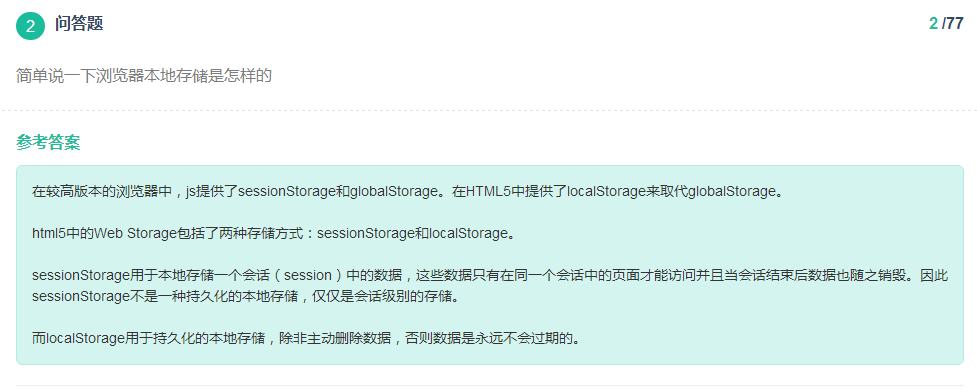 2 问答题 2 /77
简单说一下浏览器本地存储是怎样的
参考答案
在较高版本的浏览器中，js提供了sessionStorage和globalStorage。在HTML5中提供了localStorage来取代globalStorage。
html5中的Web Storage包括了两种存储方式：sessionStorage和localStorage。
sessionStorage用于本地存储一个会话（session）中的数据，这些数据只有在同一个会话中的页面才能访问并且当会话结束后数据也随之销毁。因此
sessionStorage不是一种持久化的本地存储，仅仅是会话级别的存储。
而localStorage用于持久化的本地存储，除非主动删除数据，否则数据是永远不会过期的。